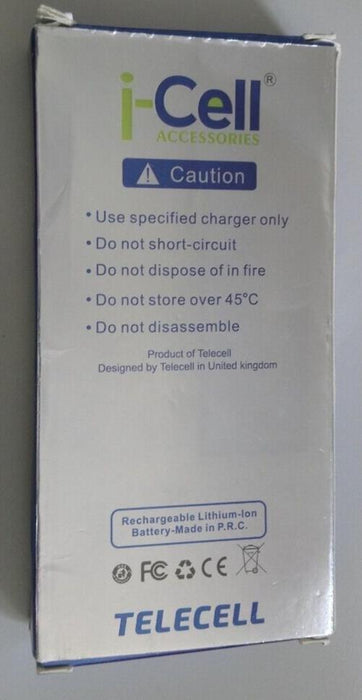 i-Cell®
ACCESSORIES
Caution
• Use specified charger only
• Do not short-circuit
• Do not dispose of in fire
• Do not store over 45°C
• Do not disassemble
Product of Telecell
Designed by Telecell in United kingdom
Rechargeable Lithium-Ion
Battery-Made in P.R.C.
FC CE
TELECELL